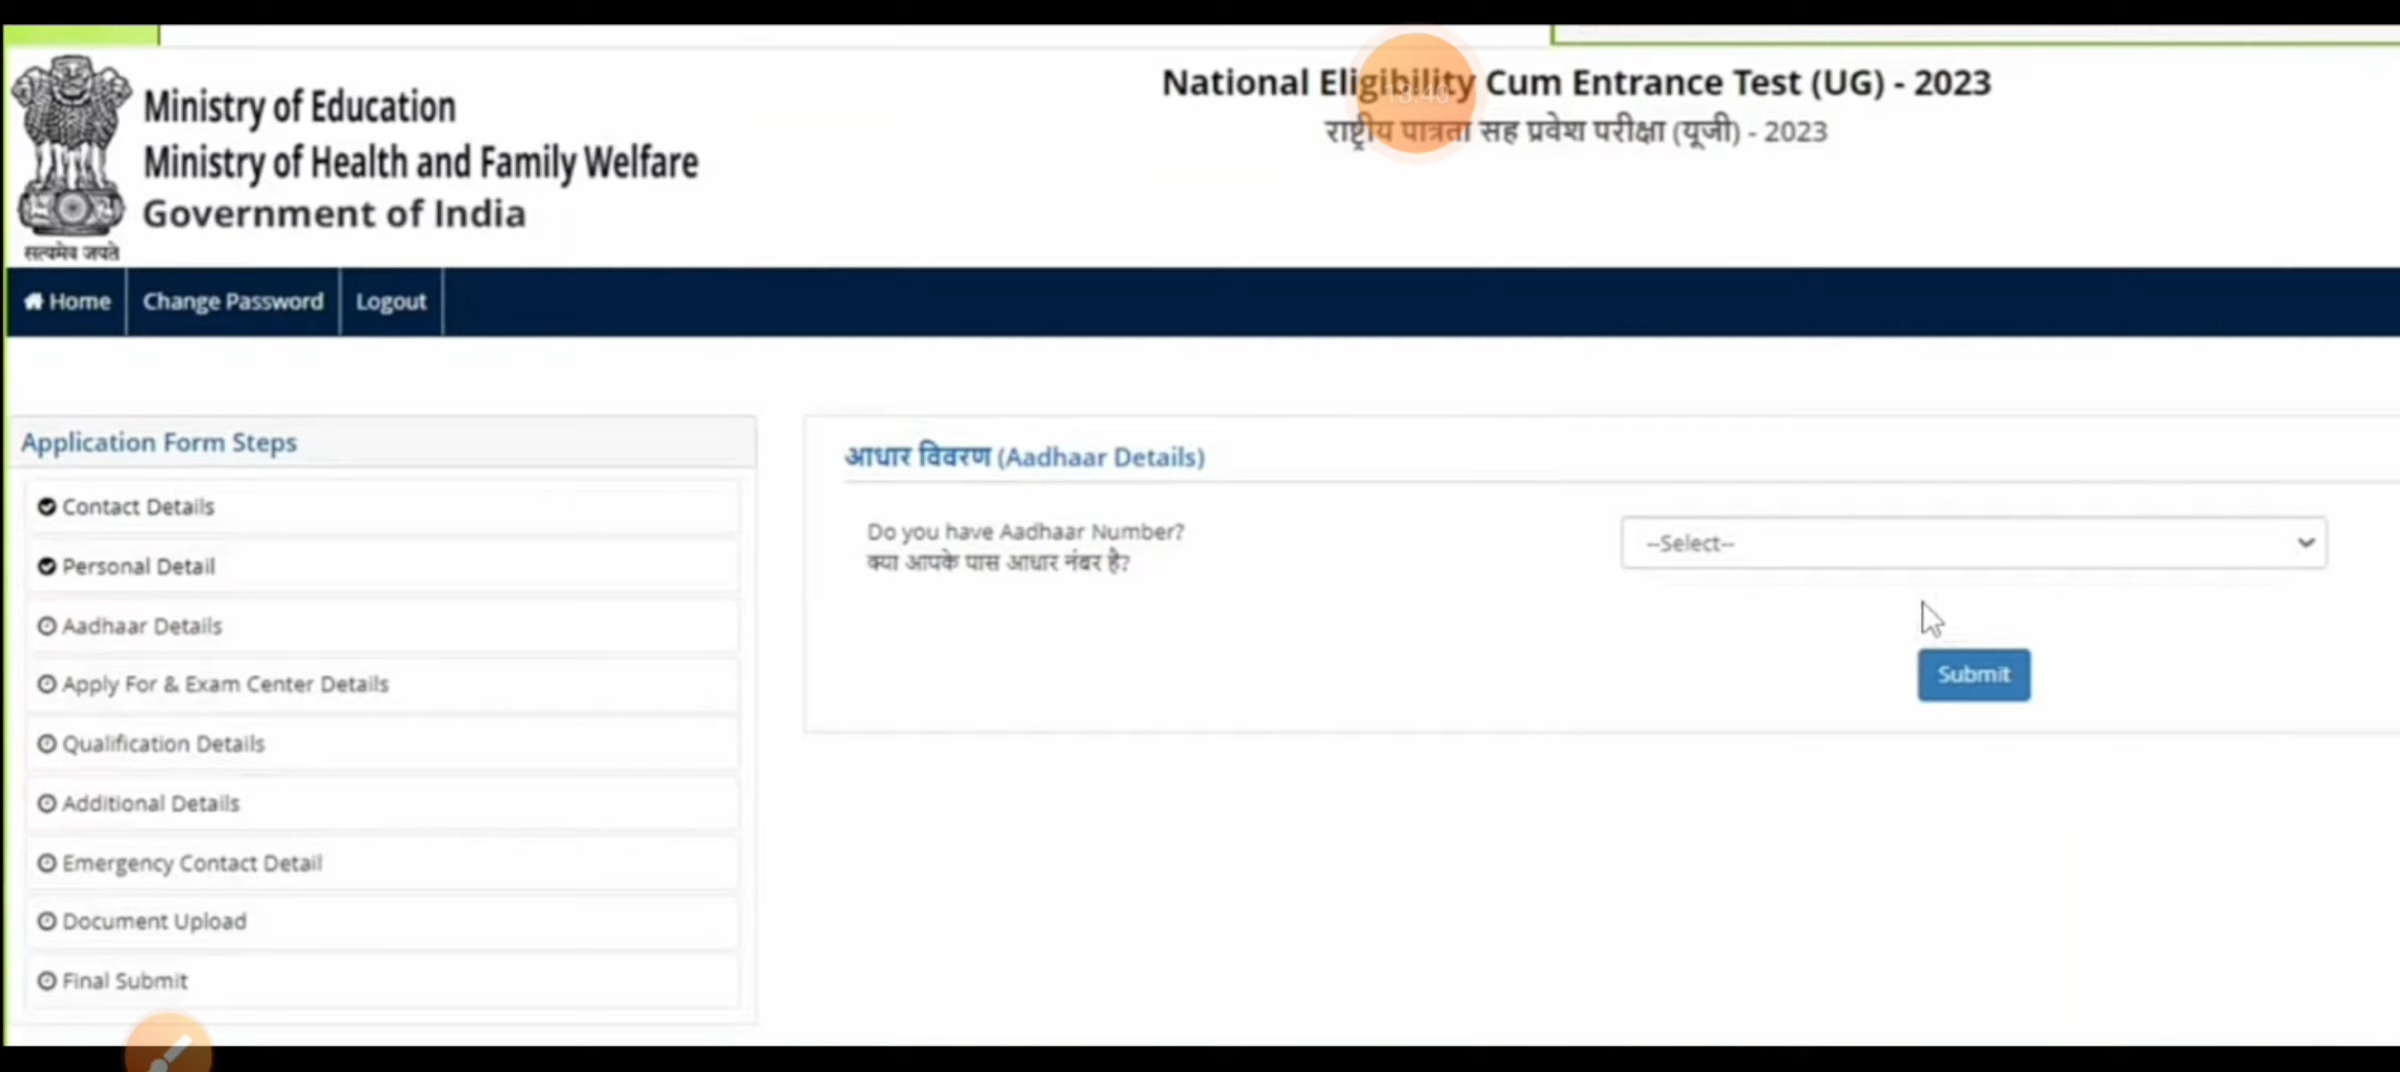 National Eligibility Cum Entrance Test (UG) - 2023
राष्ट्रीय पात्रता सह प्रवेश परीक्षा (यूजी) - 2023
Ministry of Education
Ministry of Health and Family Welfare
Government of India
सत्यमेव जयते
Home
Change Password
Logout
Application Form Steps
Contact Details
Personal Detail
Aadhaar Details
Apply For & Exam Center Details
Qualification Details
Additional Details
Emergency Contact Detail
Document Upload
Final Submit
आधार विवरण (Aadhaar Details)
Do you have Aadhaar Number?
क्या आपके पास आधार नंबर है?
--Select--
Submit